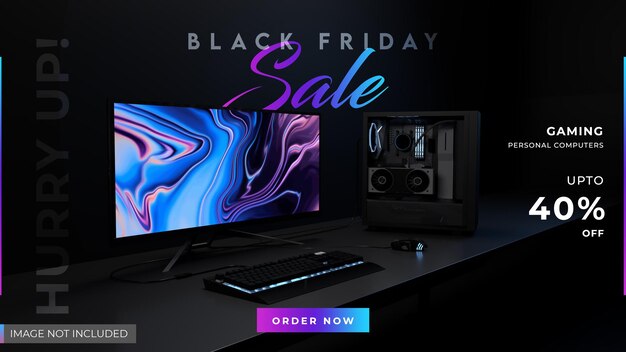 BLACK FRIDAY
Sale
HURRY UP!
GAMING
PERSONAL COMPUTERS
UPTO
40%
OFF
ORDER NOW
IMAGE NOT INCLUDED